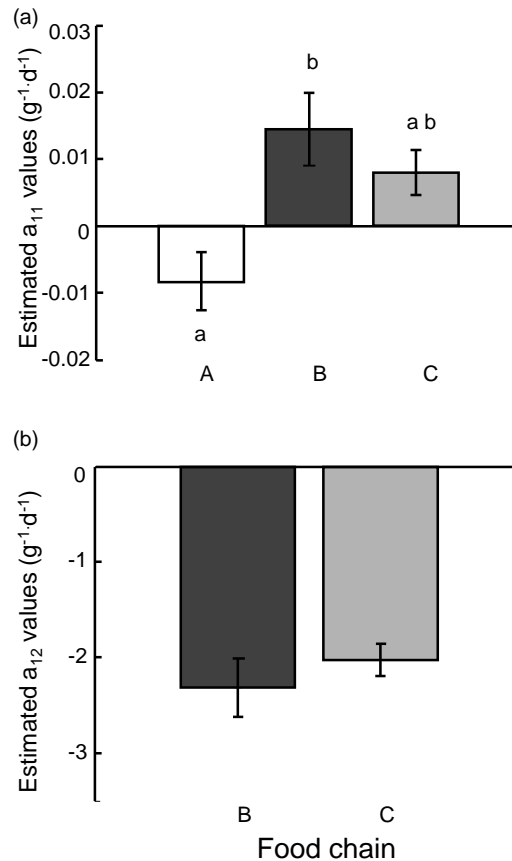 (a)
Estimated a₁₁ values (g⁻¹·d⁻¹)
0.03
0.02
0.01
0
-0.01
-0.02
b
a b
a
A B C
(b)
Estimated a₁₂ values (g⁻¹·d⁻¹)
0
-1
-2
-3
B C
Food chain